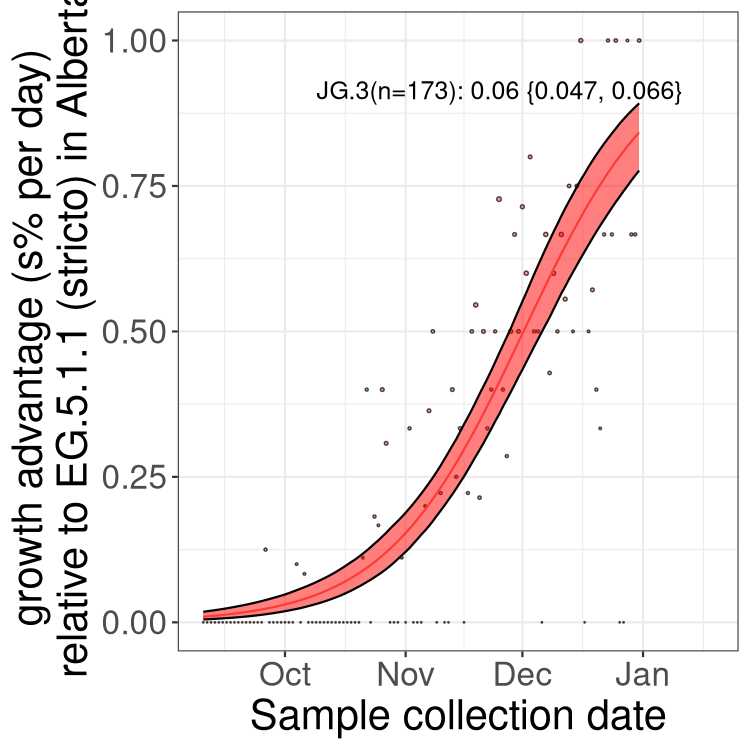 growth advantage (s% per day)
relative to EG.5.1.1 (stricto) in Alberta
1.00
0.75
0.50
0.25
0.00
JG.3(n=173): 0.06 {0.047, 0.066}
Oct Nov Dec Jan
Sample collection date